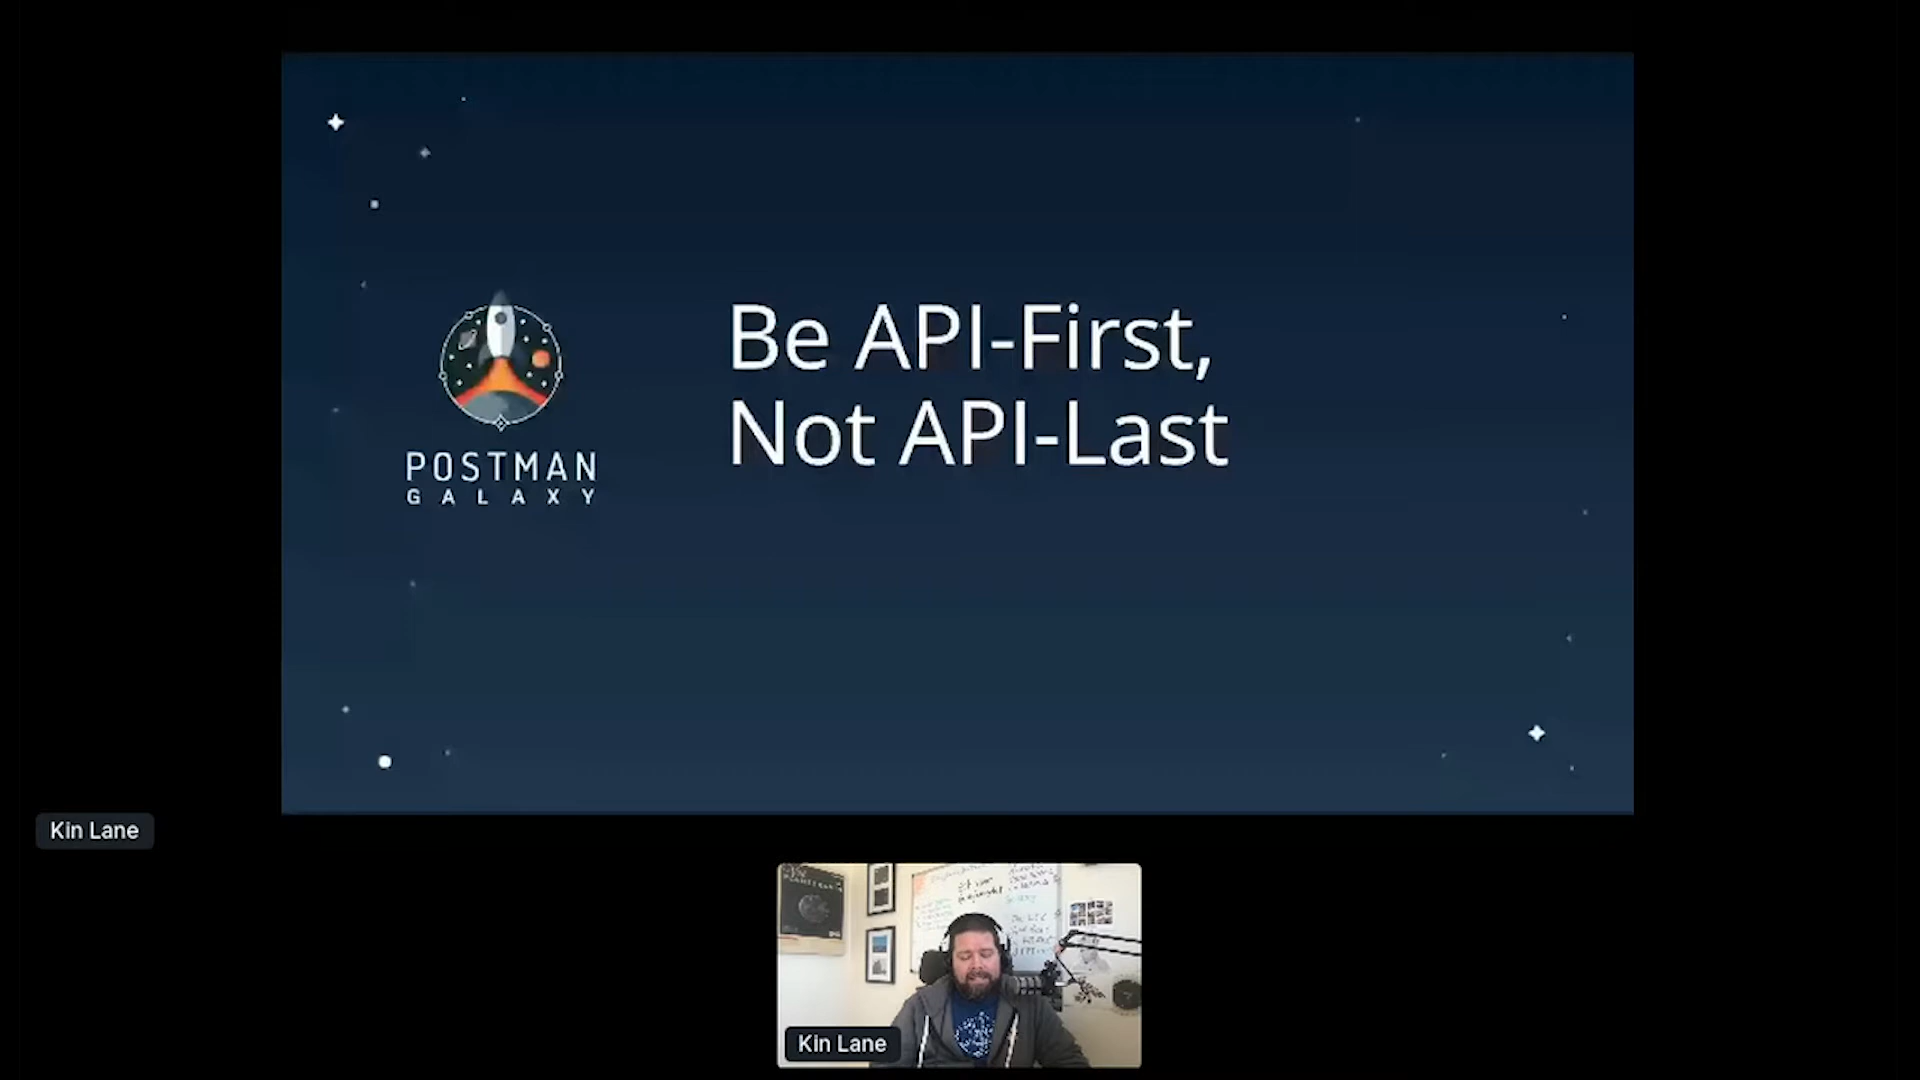 Be API-First,
Not API-Last
POSTMAN
GALAXY
Kin Lane
Kin Lane